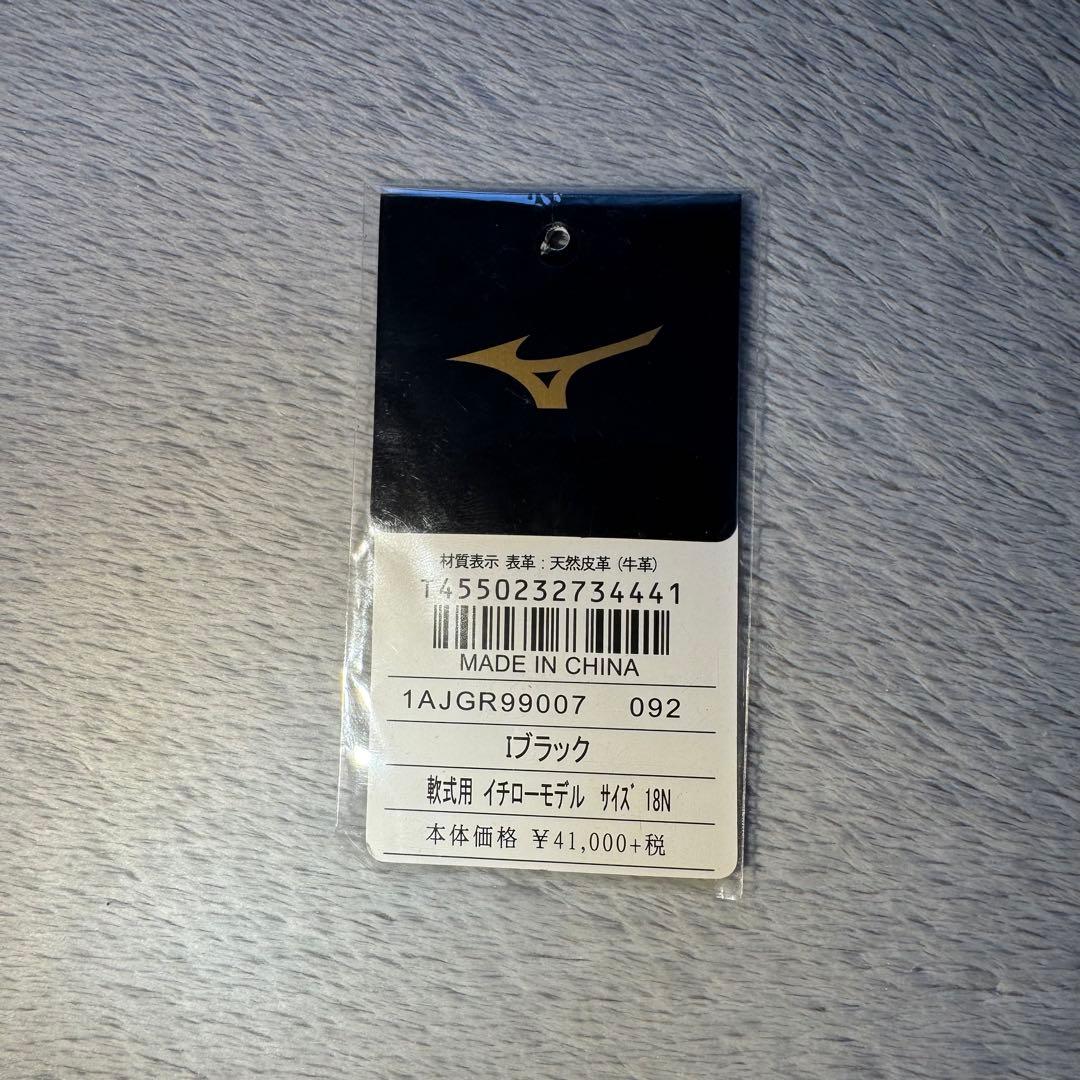 材質表示 表革：天然皮革（牛革）
T4550232734441
MADE IN CHINA
1AJGR99007 092
Iブラック
軟式用 イチローモデル サイズ 18N
本体価格 ￥41,000+税